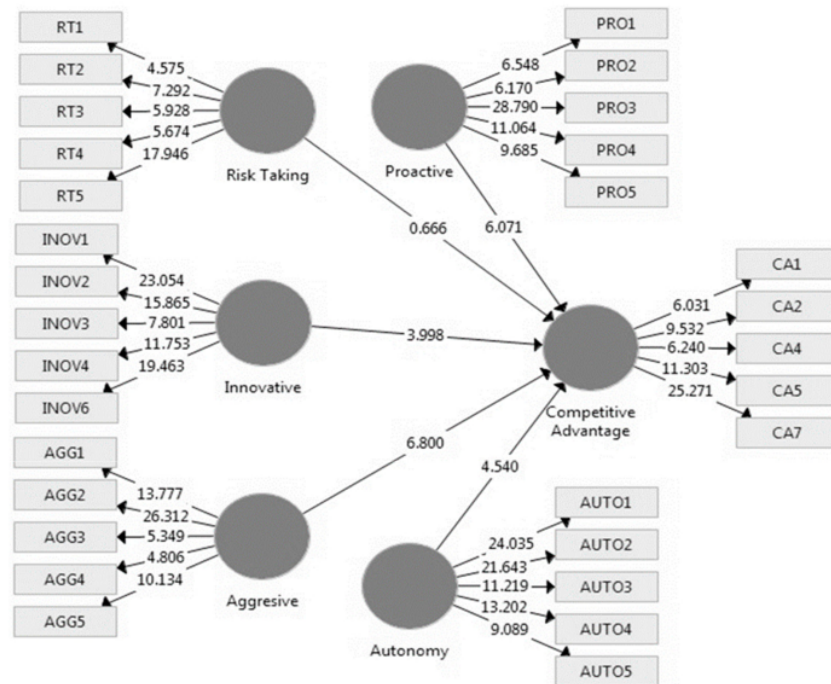 RT1
RT2
RT3
RT4
RT5
4.575
7.292
5.928
5.674
17.946
Risk Taking
PRO1
PRO2
PRO3
PRO4
PRO5
6.548
6.170
28.790
11.064
9.685
Proactive
0.666
6.071
INOV1
INOV2
INOV3
INOV4
INOV6
23.054
15.865
7.801
11.753
19.463
Innovative
3.998
CA1
CA2
CA4
CA5
CA7
6.031
9.532
6.240
11.303
25.271
Competitive
Advantage
AGG1
AGG2
AGG3
AGG4
AGG5
13.777
26.312
5.349
4.806
10.134
Aggresive
6.800
4.540
AUTO1
AUTO2
AUTO3
AUTO4
AUTO5
24.035
21.643
11.219
13.202
9.089
Autonomy